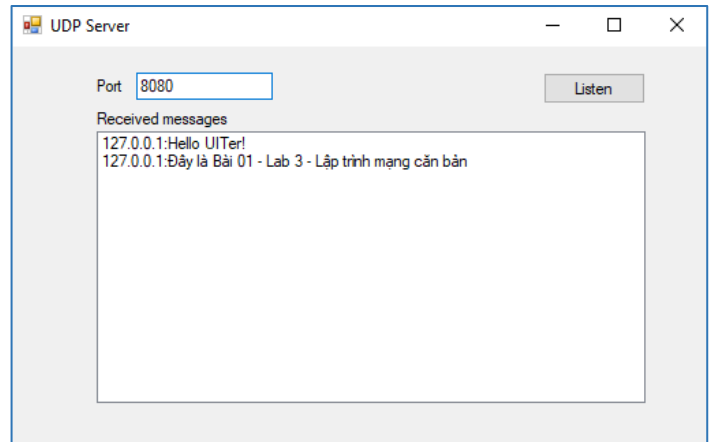 UDP Server
Port 8080 Listen
Received messages
127.0.0.1:Hello UITer!
127.0.0.1:Đây là Bài 01 - Lab 3 - Lập trình mạng căn bản